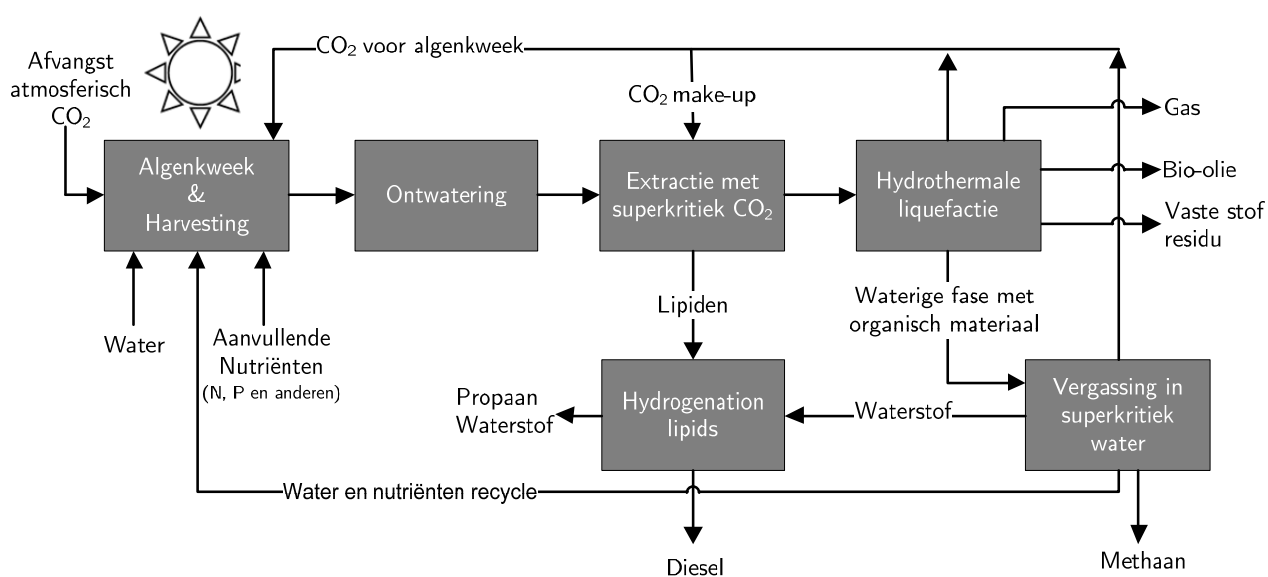 CO₂ voor algenkweek
Afvangst
atmosferisch
CO₂
CO₂ make-up
Gas
Algenkweek
&
Harvesting
Ontwatering
Extractie met
superkritiek CO₂
Hydrothermale
liquefactie
Bio-olie
Vaste stof
residu
Lipiden
Waterige fase met
organisch materiaal
Water
Aanvullende
Nutriënten
(N, P en anderen)
Propaan
Waterstof
Hydrogenation
lipids
Waterstof
Vergassing in
superkritiek
water
Water en nutriënten recycle
Diesel
Methaan